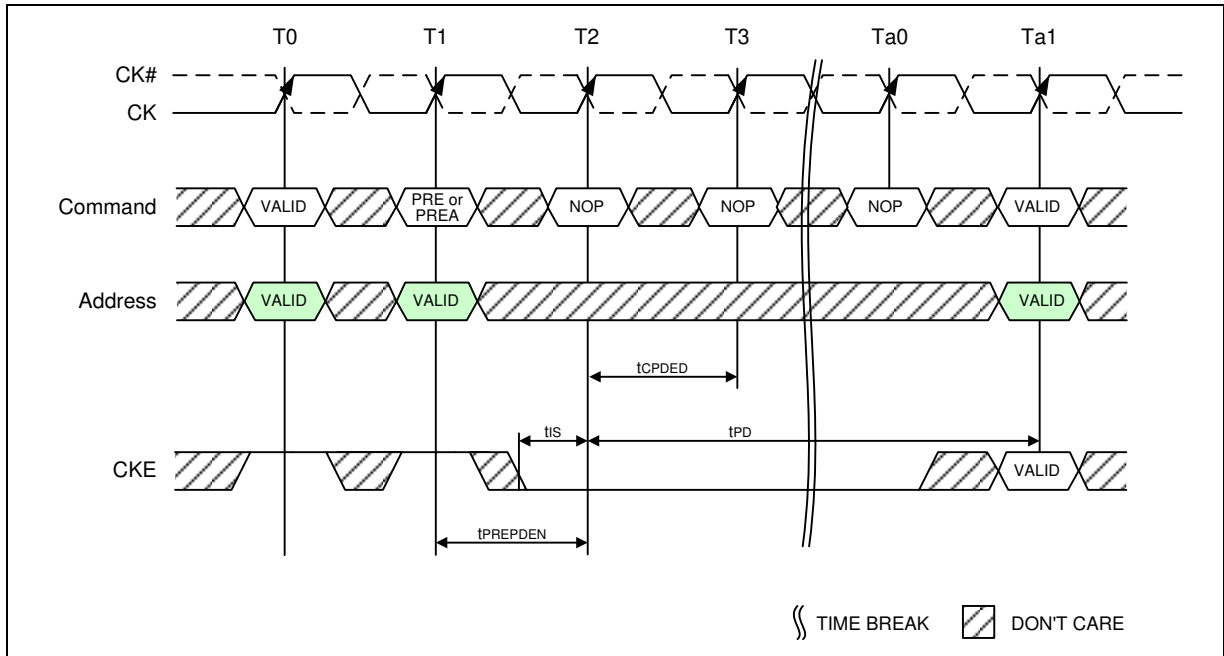 T0 T1 T2 T3 Ta0 Ta1
CK#
CK
Command VALID PRE or PREA NOP NOP NOP VALID
Address VALID VALID VALID
tCPDED
tIS tPD
CKE VALID
tPREPDEN
TIME BREAK DON'T CARE